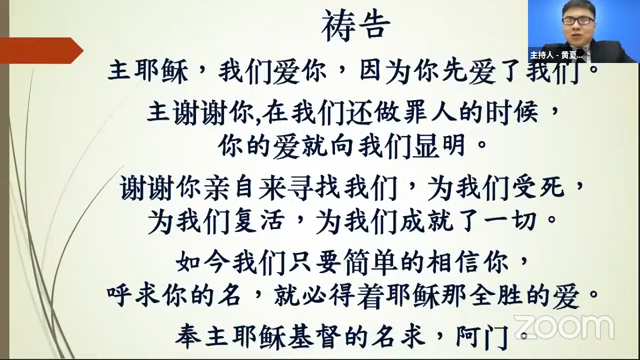 祷告
主耶稣，我们爱你，因为你先爱了我们。
主谢谢你,在我们还做罪人的时候，
你的爱就向我们显明。
谢谢你亲自来寻找我们，为我们受死，
为我们复活，为我们成就了一切。
如今我们只要简单的相信你，
呼求你的名，就必得着耶稣那全胜的爱。
奉主耶稣基督的名求，阿门。
主持人 - 黄夏...
zoom